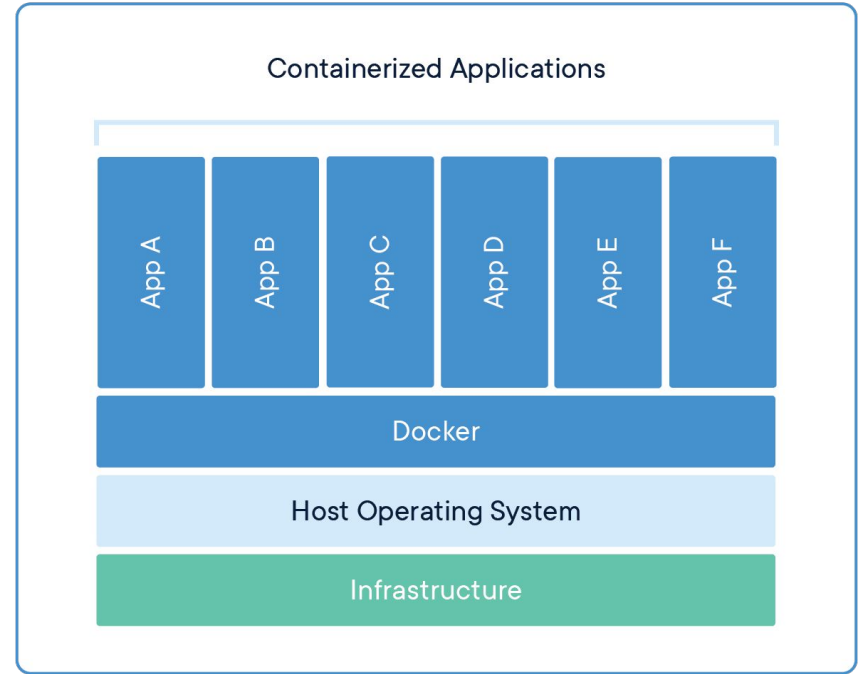 Containerized Applications
App A
App B
App C
App D
App E
App F
Docker
Host Operating System
Infrastructure